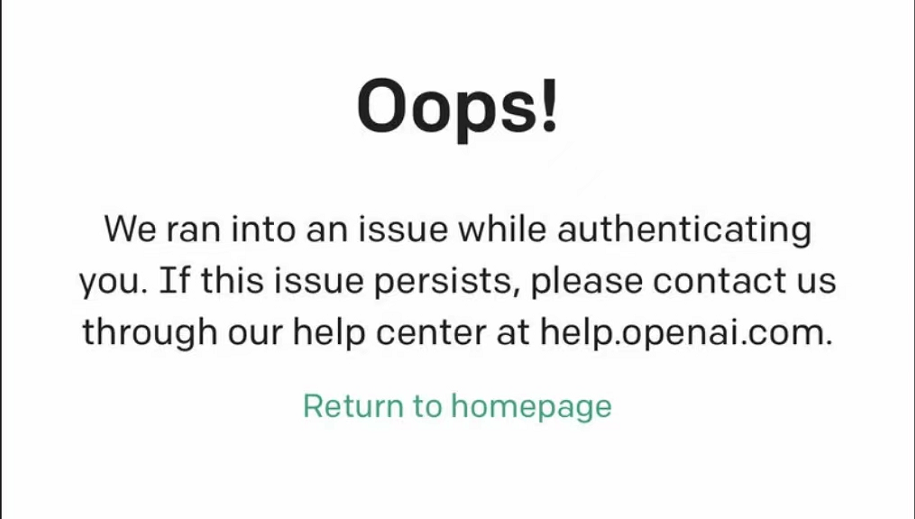 Oops!
We ran into an issue while authenticating
you. If this issue persists, please contact us
through our help center at help.openai.com.
Return to homepage